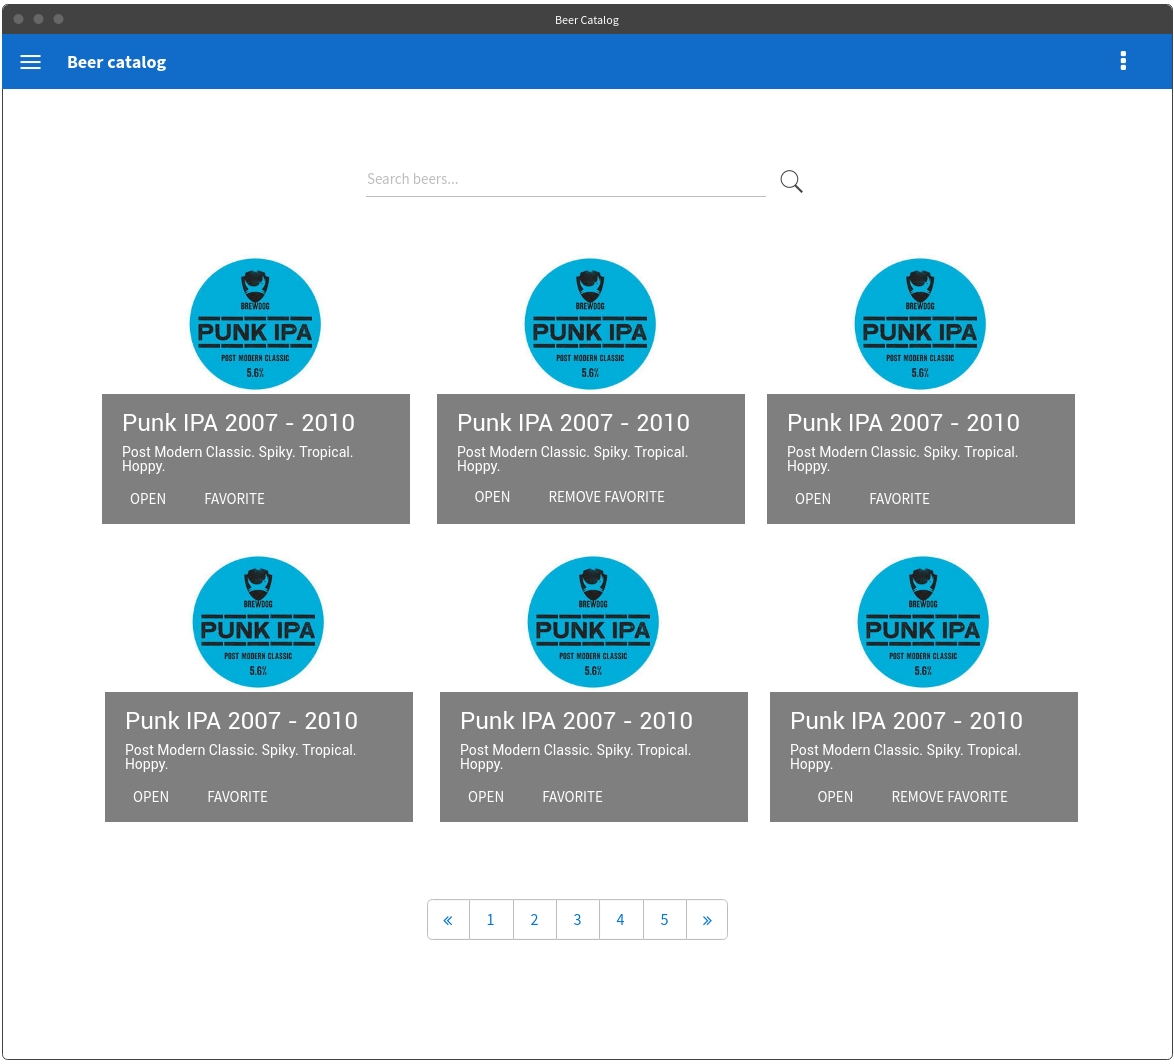 Beer Catalog
Beer catalog
Search beers...
BREWDOG
PUNK IPA
POST MODERN CLASSIC
5.6%
BREWDOG
PUNK IPA
POST MODERN CLASSIC
5.6%
BREWDOG
PUNK IPA
POST MODERN CLASSIC
5.6%
Punk IPA 2007 - 2010
Post Modern Classic. Spiky. Tropical.
Hoppy.
OPEN FAVORITE
Punk IPA 2007 - 2010
Post Modern Classic. Spiky. Tropical.
Hoppy.
OPEN REMOVE FAVORITE
Punk IPA 2007 - 2010
Post Modern Classic. Spiky. Tropical.
Hoppy.
OPEN FAVORITE
BREWDOG
PUNK IPA
POST MODERN CLASSIC
5.6%
BREWDOG
PUNK IPA
POST MODERN CLASSIC
5.6%
BREWDOG
PUNK IPA
POST MODERN CLASSIC
5.6%
Punk IPA 2007 - 2010
Post Modern Classic. Spiky. Tropical.
Hoppy.
OPEN FAVORITE
Punk IPA 2007 - 2010
Post Modern Classic. Spiky. Tropical.
Hoppy.
OPEN FAVORITE
Punk IPA 2007 - 2010
Post Modern Classic. Spiky. Tropical.
Hoppy.
OPEN REMOVE FAVORITE
« 1 2 3 4 5 »